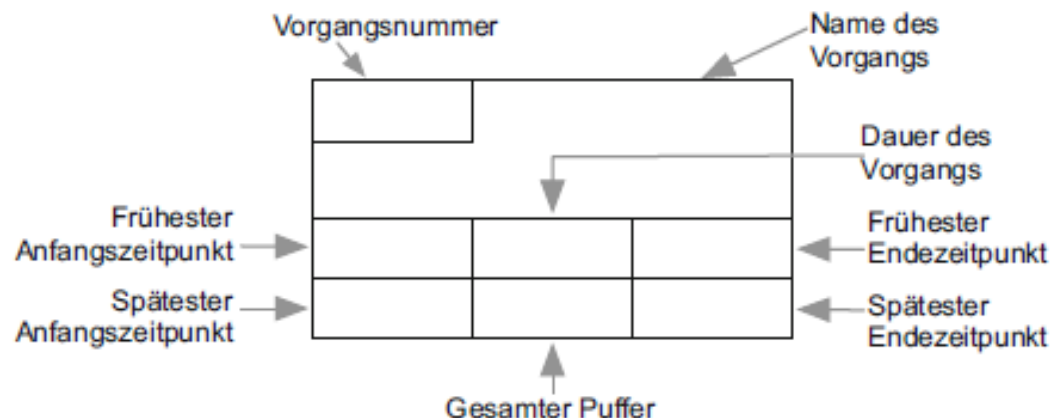 Vorgangsnummer
Name des
Vorgangs
Dauer des
Vorgangs
Frühester
Anfangszeitpunkt
Frühester
Endezeitpunkt
Spätester
Anfangszeitpunkt
Spätester
Endezeitpunkt
Gesamter Puffer